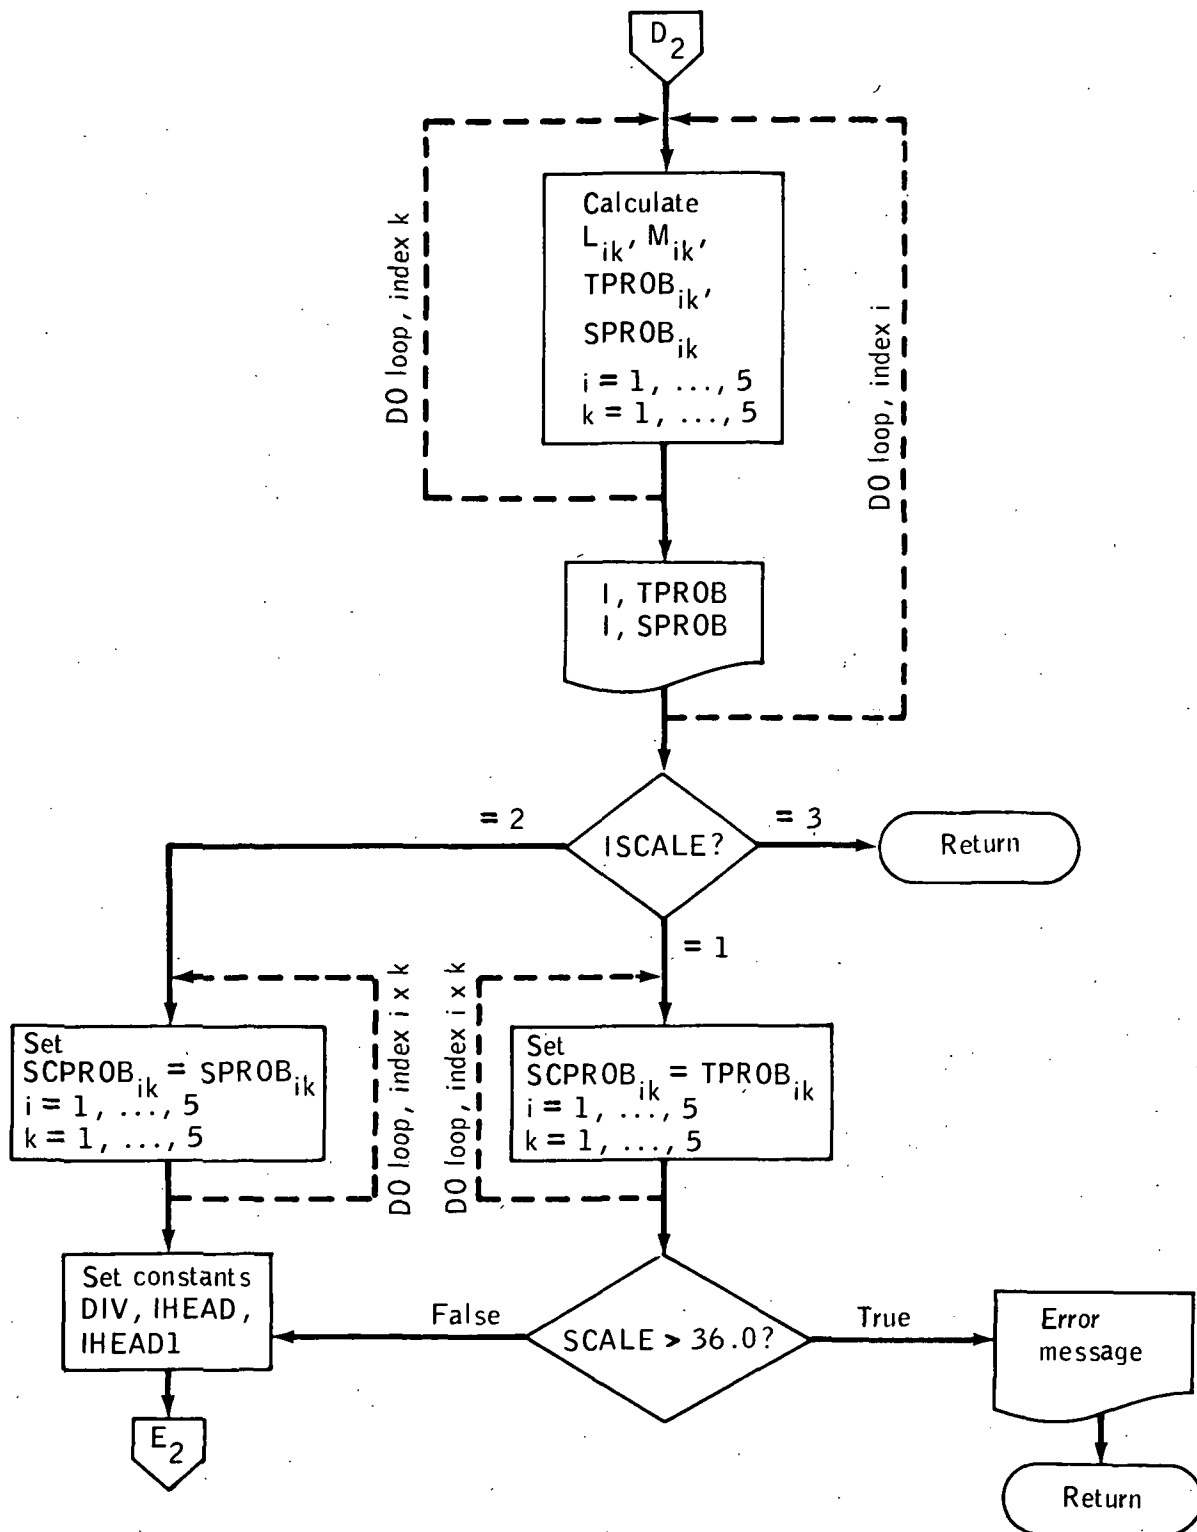 D2
DO loop, index k
Calculate
Lik, Mik,
TPROBik,
SPROBik
i = 1, ..., 5
k = 1, ..., 5
DO loop, index i
I, TPROB
I, SPROB
= 2
ISCALE?
= 3
Return
= 1
DO loop, index i x k
DO loop, index i x k
Set
SCPROBik = SPROBik
i = 1, ..., 5
k = 1, ..., 5
Set
SCPROBik = TPROBik
i = 1, ..., 5
k = 1, ..., 5
Set constants
DIV, IHEAD,
IHEAD1
False
SCALE > 36.0?
True
Error
message
E2
Return